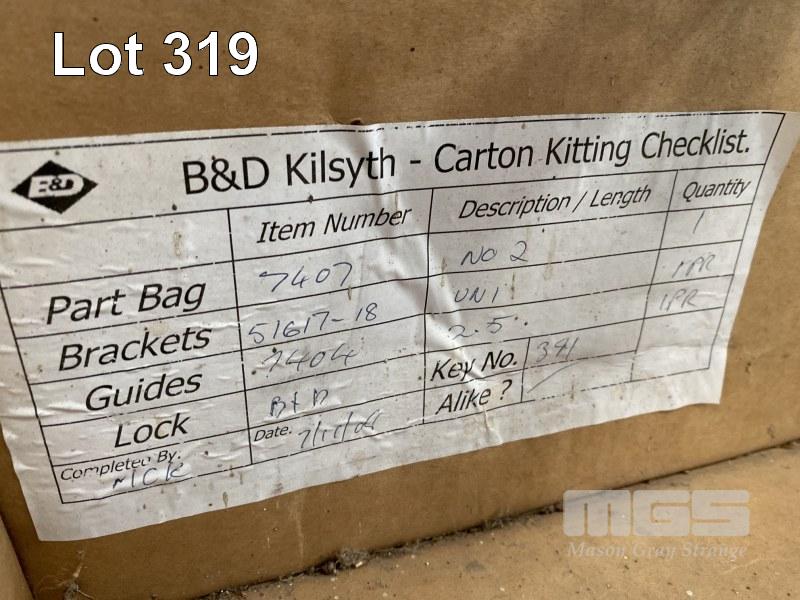 Lot 319
B&D
B&D Kilsyth - Carton Kitting Checklist.
Item Number Description / Length Quantity
Part Bag 7407 NO 2 1
Brackets 51617-18 UNI 1PR
Guides 7404 2.5 1PR
Lock B+D Key No. 391
Alike ? ✓
Completed By. MICK Date.
MGS
Mason Gray Strange